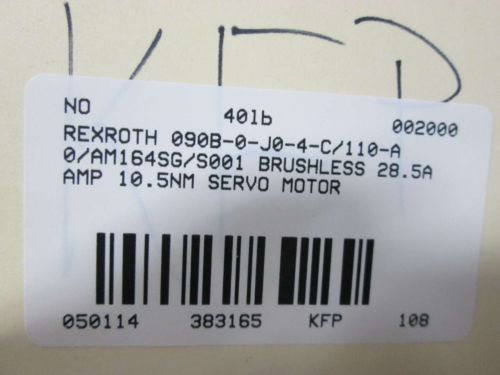 KFP
NO 40lb 002000
REXROTH 090B-0-J0-4-C/110-A
0/AM164SG/S001 BRUSHLESS 28.5A
AMP 10.5NM SERVO MOTOR
050114 383165 KFP 108